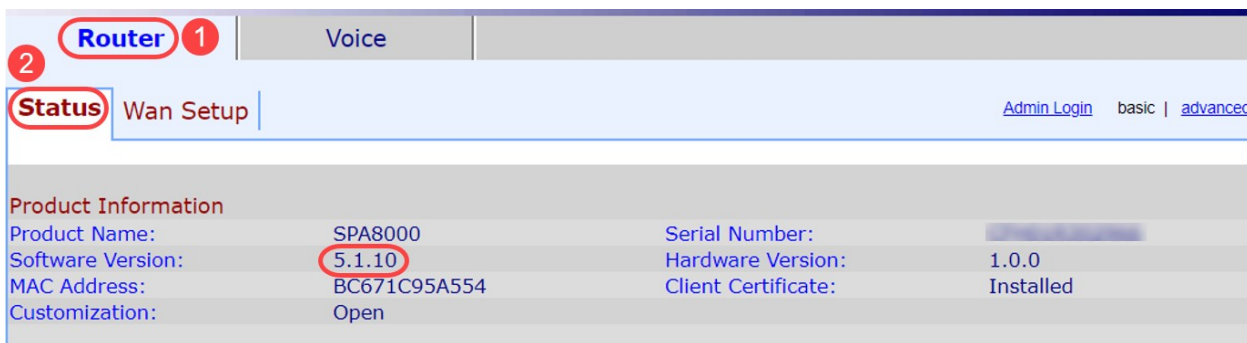 Router 1 Voice
2
Status Wan Setup Admin Login basic | advanced
Product Information
Product Name: SPA8000 Serial Number:
Software Version: 5.1.10 Hardware Version: 1.0.0
MAC Address: BC671C95A554 Client Certificate: Installed
Customization: Open